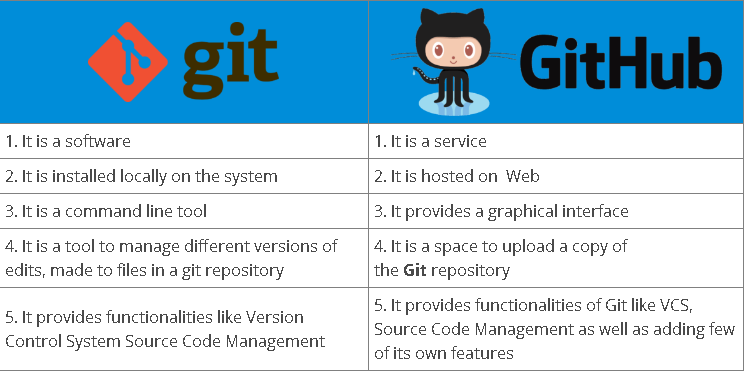 git
GitHub
1. It is a software
1. It is a service
2. It is installed locally on the system
2. It is hosted on  Web
3. It is a command line tool
3. It provides a graphical interface
4. It is a tool to manage different versions of
edits, made to files in a git repository
4. It is a space to upload a copy of
the Git repository
5. It provides functionalities like Version
Control System Source Code Management
5. It provides functionalities of Git like VCS,
Source Code Management as well as adding few
of its own features